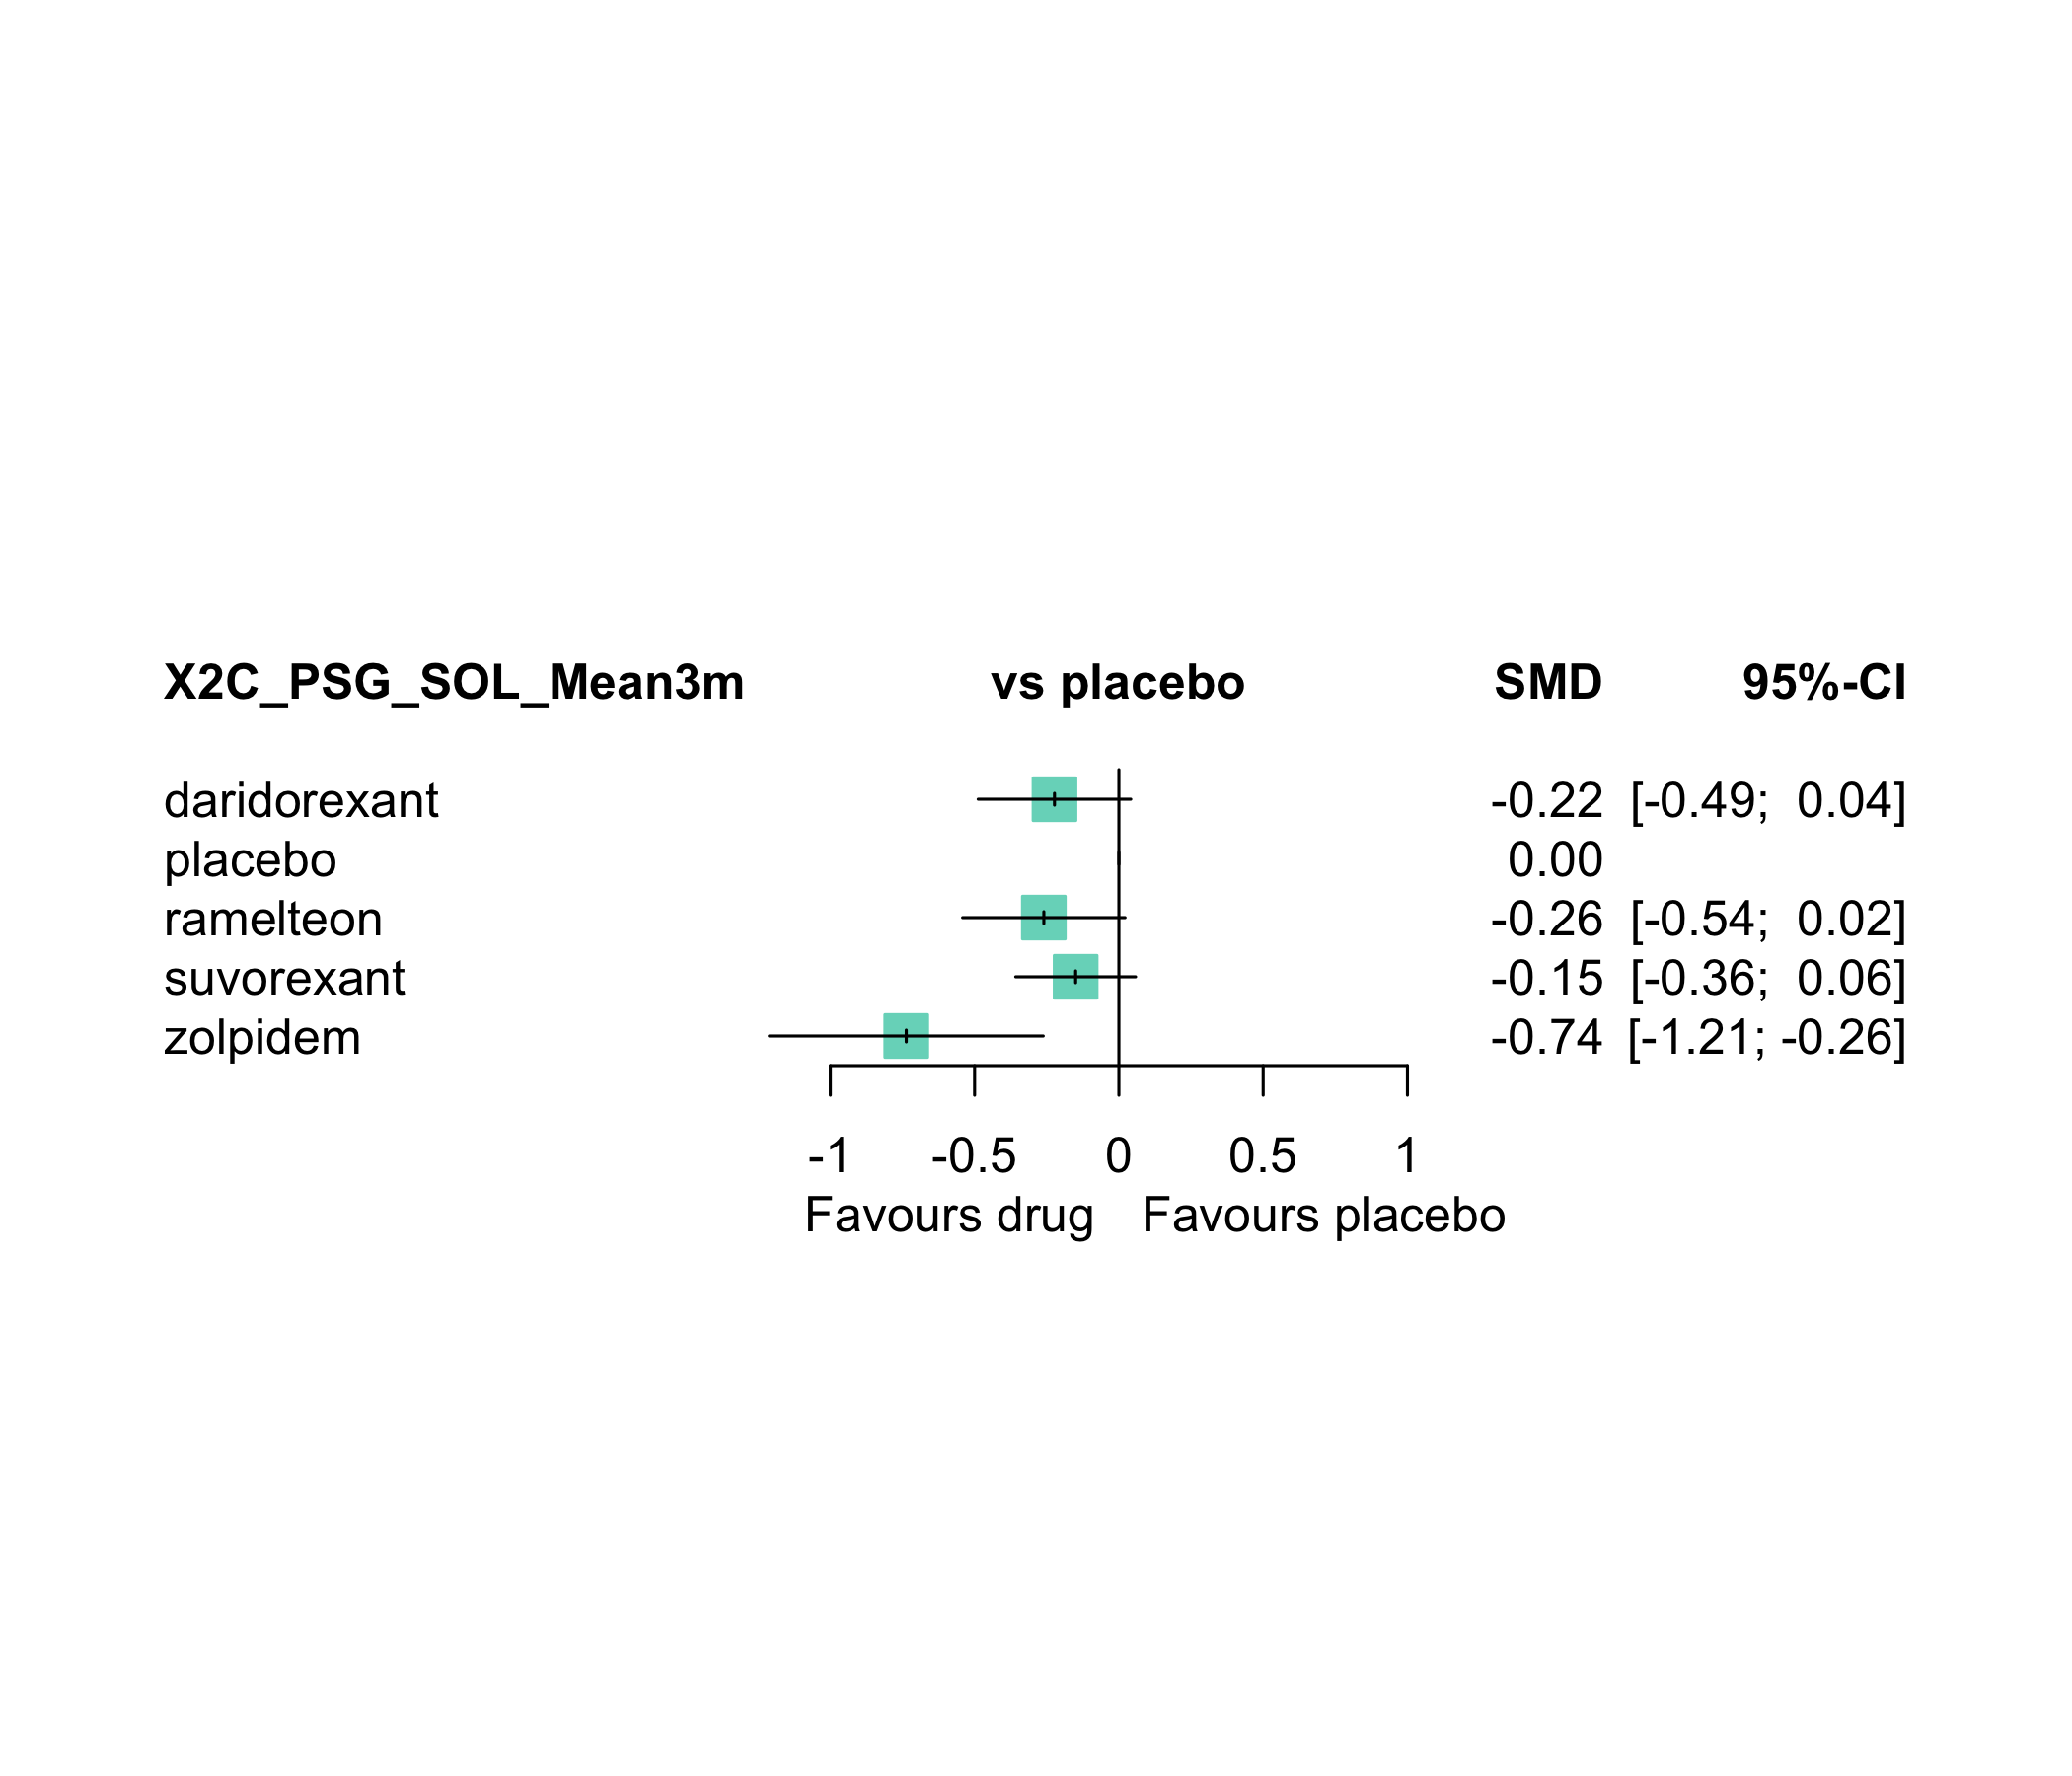 X2C_PSG_SOL_Mean3m vs placebo SMD 95%-CI
daridorexant -0.22 [-0.49; 0.04]
placebo 0.00
ramelteon -0.26 [-0.54; 0.02]
suvorexant -0.15 [-0.36; 0.06]
zolpidem -0.74 [-1.21; -0.26]
-1 -0.5 0 0.5 1
Favours drug Favours placebo